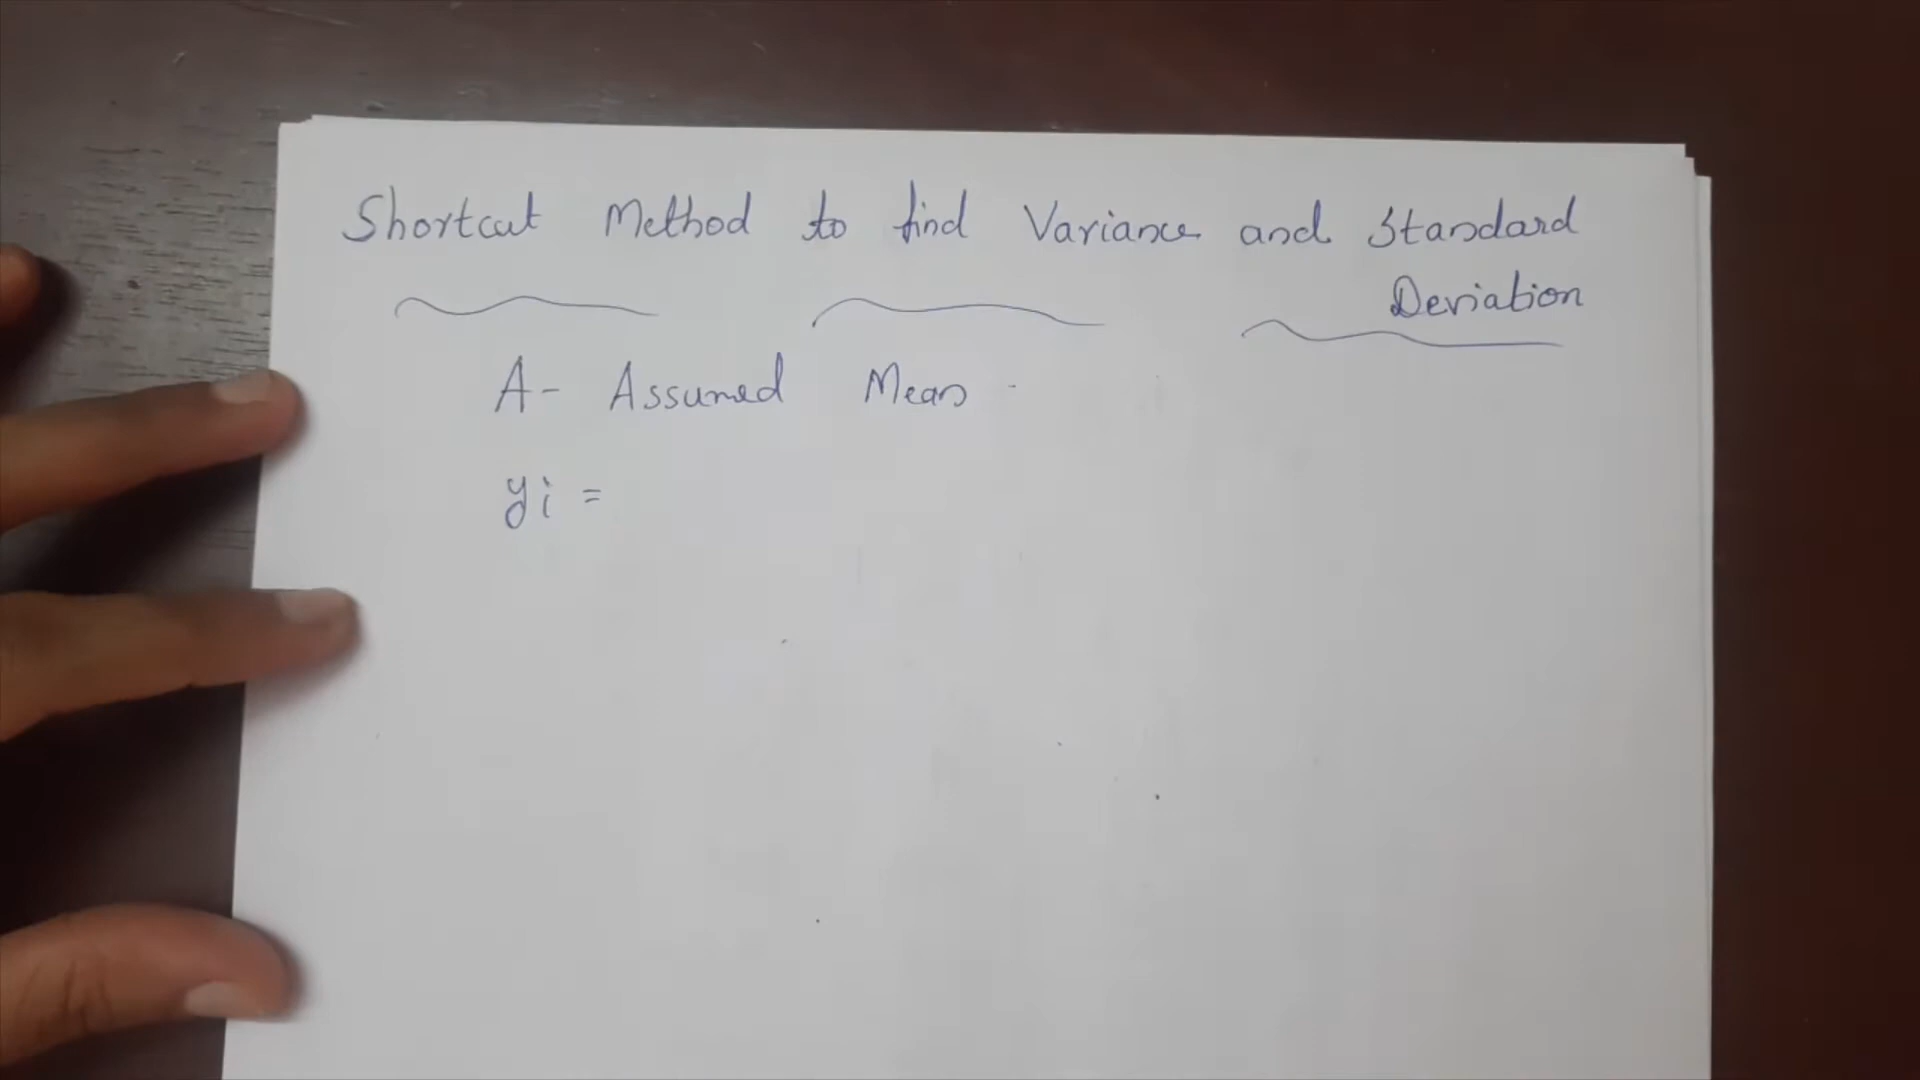 Shortcut Method to find Variance and Standard
Deviation
A- Assumed Mean
yi =